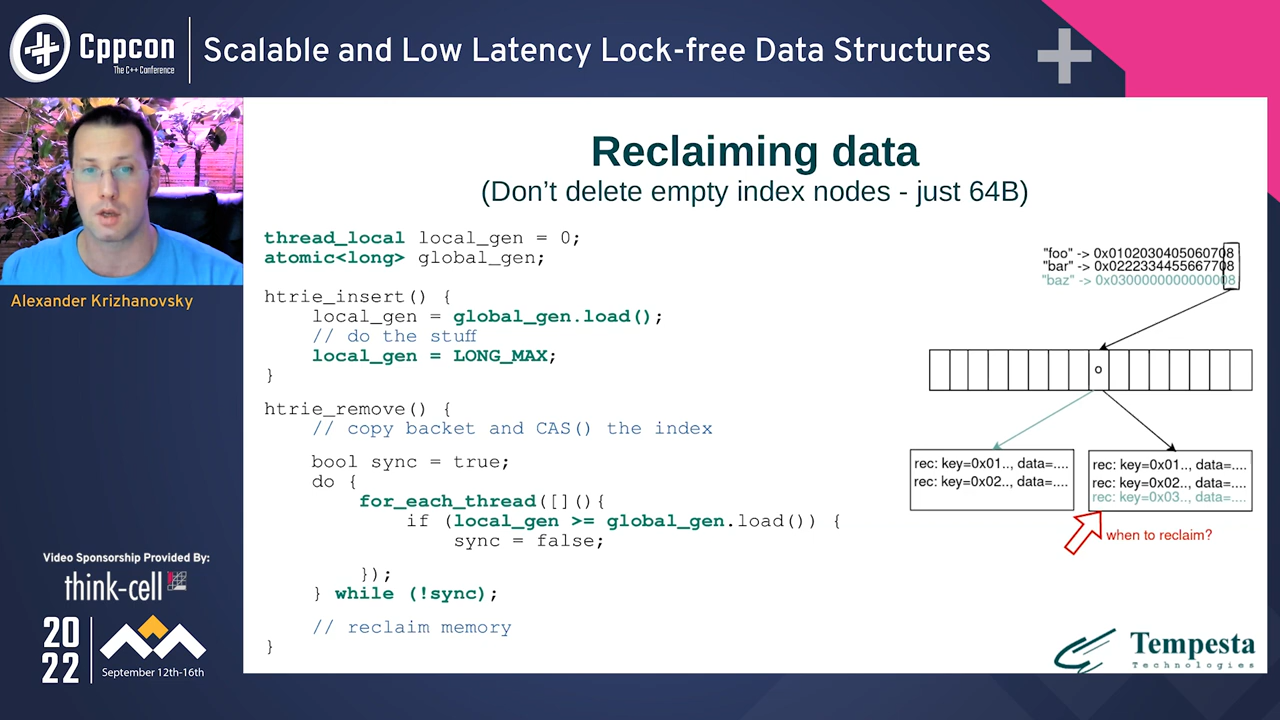 Cppcon
The C++ Conference
Scalable and Low Latency Lock-free Data Structures
Alexander Krizhanovsky
Video Sponsorship Provided By:
think-cell
20
22
September 12th-16th
Reclaiming data
(Don't delete empty index nodes - just 64B)
thread_local local_gen = 0;
atomic<long> global_gen;
htrie_insert() {
local_gen = global_gen.load();
// do the stuff
local_gen = LONG_MAX;
}
htrie_remove() {
// copy backet and CAS() the index
bool sync = true;
do {
for_each_thread([](){
if (local_gen >= global_gen.load()) {
sync = false;
});
} while (!sync);
// reclaim memory
}
"foo" -> 0x0102030405060708
"bar" -> 0x0222334455667708
"baz" -> 0x0300000000000008
o
rec: key=0x01.., data=....
rec: key=0x02.., data=....
rec: key=0x01.., data=....
rec: key=0x02.., data=....
rec: key=0x03.., data=....
when to reclaim?
Tempesta
Technologies